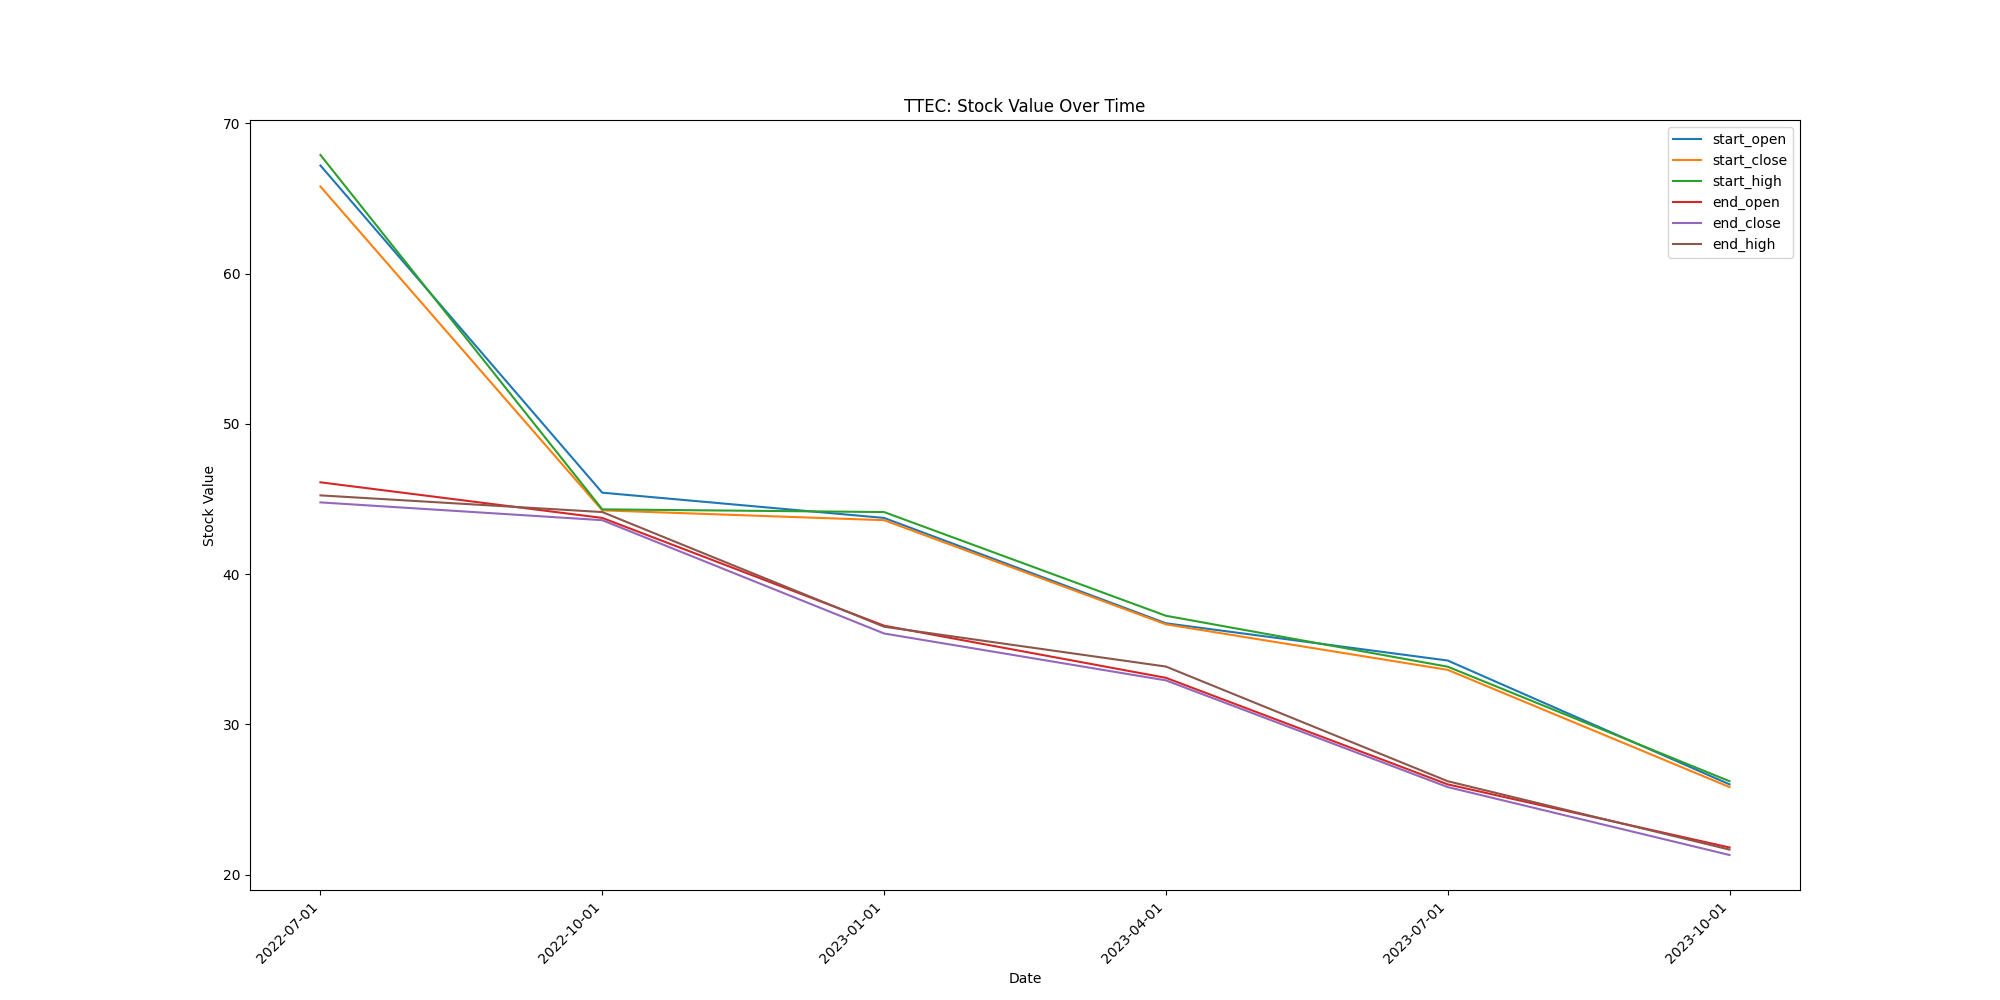 TTEC: Stock Value Over Time
70
60
50
40
30
20
Stock Value
start_open
start_close
start_high
end_open
end_close
end_high
2022-07-01
2022-10-01
2023-01-01
2023-04-01
2023-07-01
2023-10-01
Date